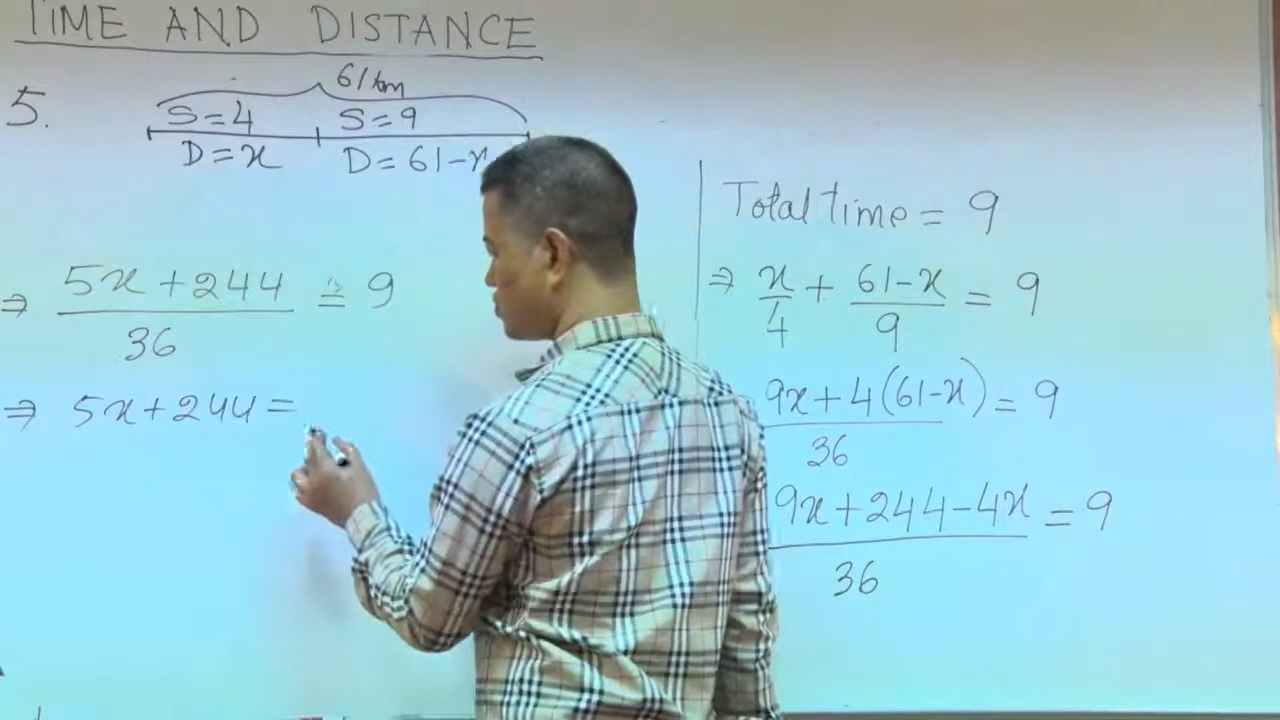 TIME AND DISTANCE
5.
61 km
S=4 S=9
D=x D=61-x
Total time = 9
⇒ x/4 + (61-x)/9 = 9
9x+4(61-x)/36 = 9
9x+244-4x/36 = 9
⇒ 5x+244/36 = 9
⇒ 5x+244=